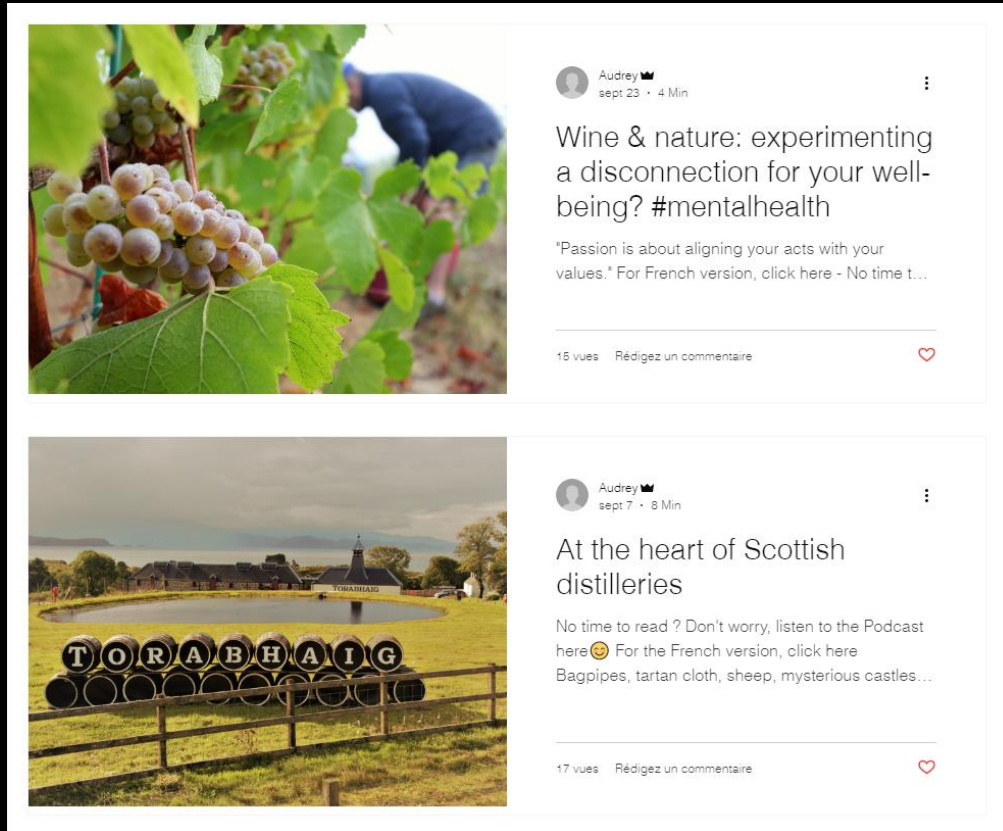 Audrey
sept 23 · 4 Min
Wine & nature: experimenting
a disconnection for your well-
being? #mentalhealth
"Passion is about aligning your acts with your
values." For French version, click here - No time t...
15 vues Rédigez un commentaire
TORABHAIG
TORABHAIG
Audrey
sept 7 · 8 Min
At the heart of Scottish
distilleries
No time to read ? Don't worry, listen to the Podcast
here😊 For the French version, click here
Bagpipes, tartan cloth, sheep, mysterious castles...
17 vues Rédigez un commentaire